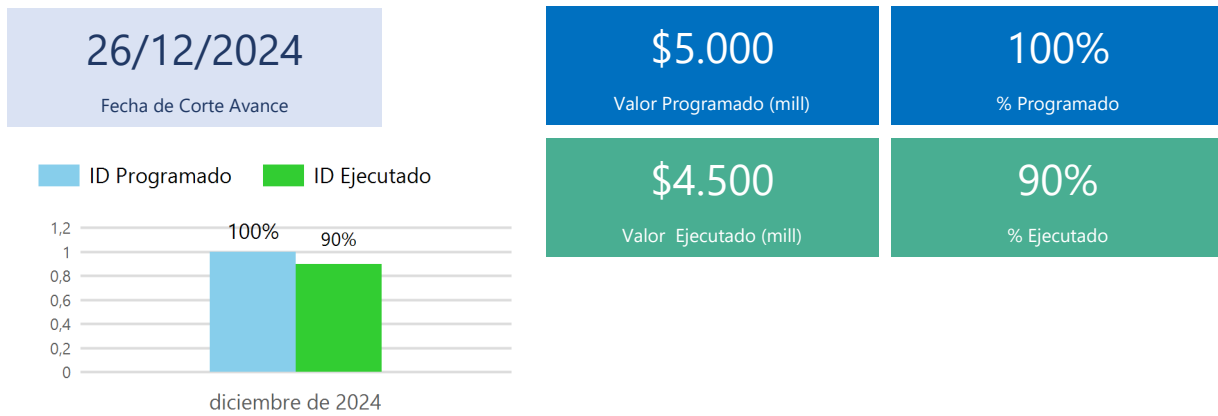 26/12/2024
Fecha de Corte Avance
$5.000
Valor Programado (mill)
100%
% Programado
$4.500
Valor  Ejecutado (mill)
90%
% Ejecutado
ID Programado
ID Ejecutado
1,2
1
0,8
0,6
0,4
0,2
0
100%
90%
diciembre de 2024